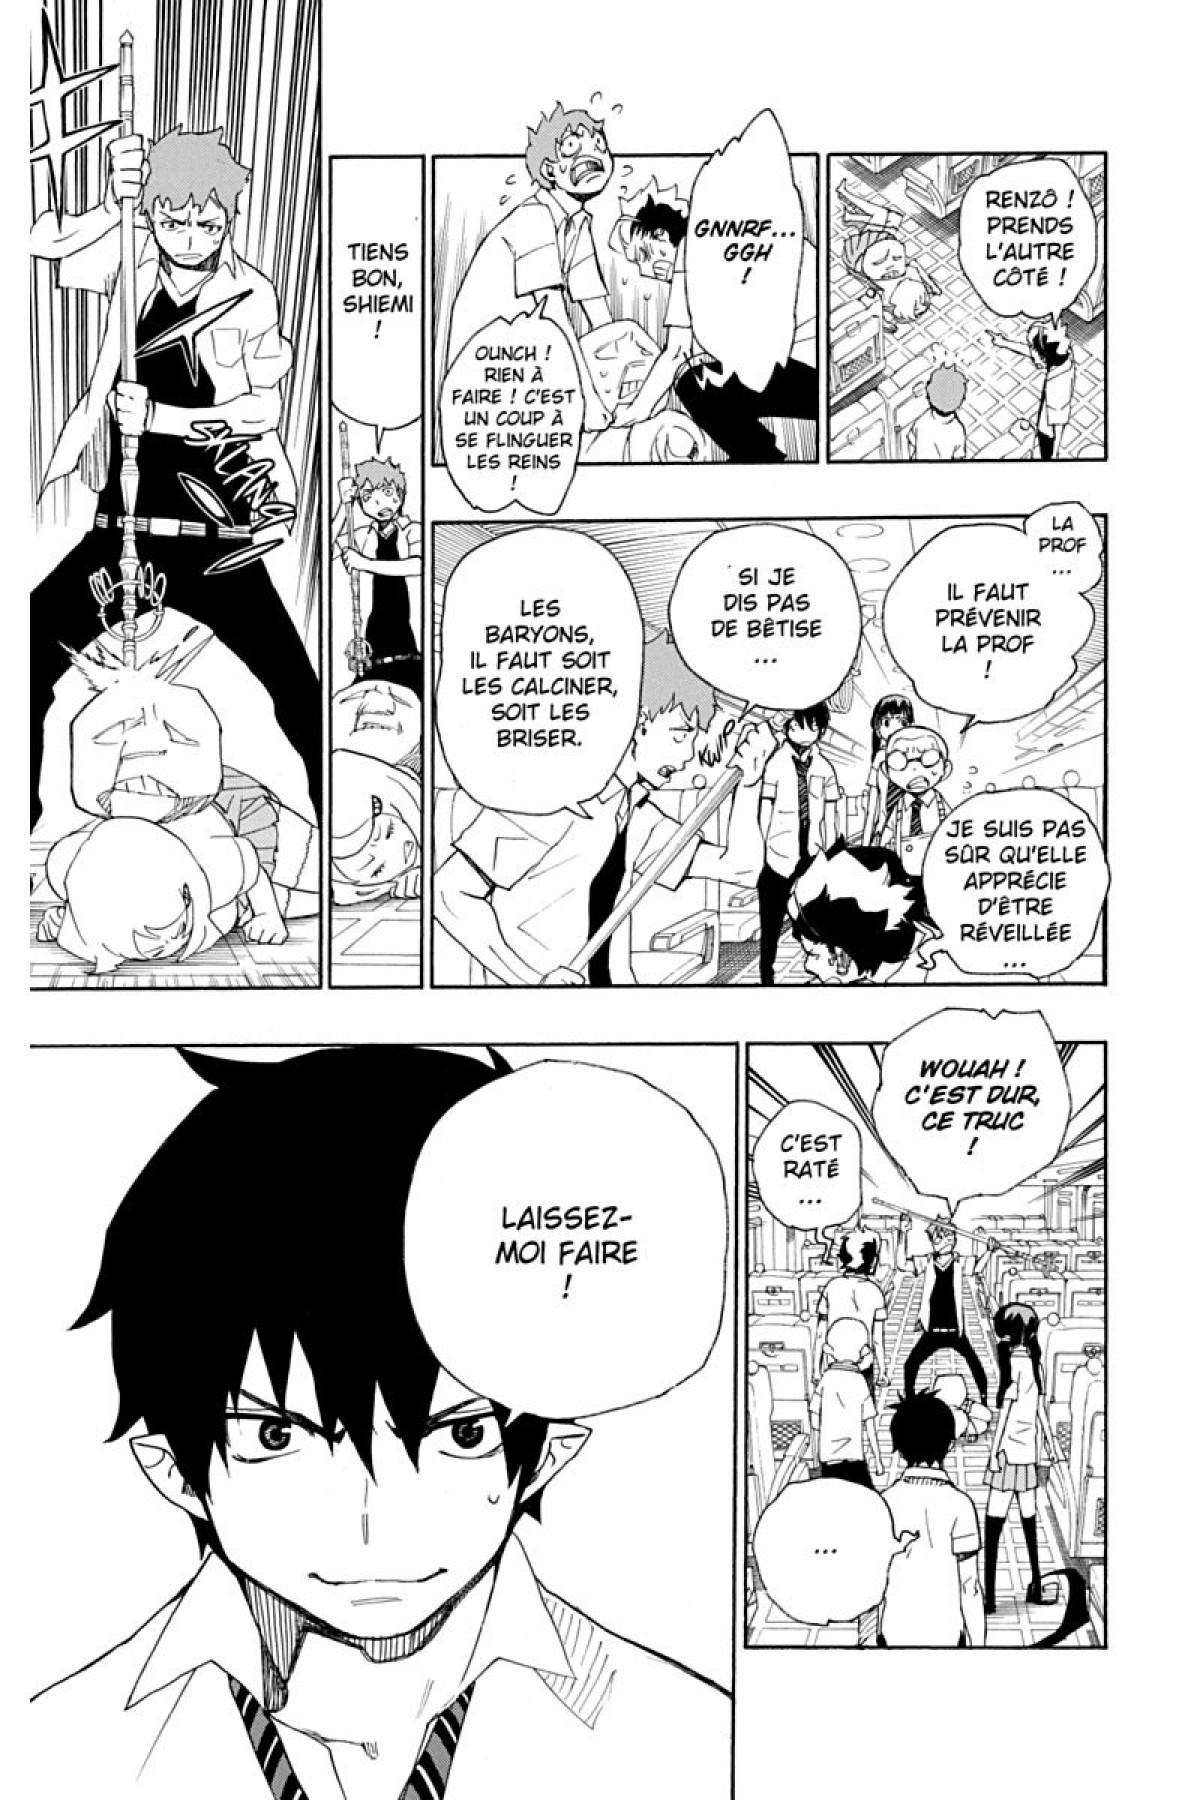 RENZÔ !
PRENDS
L'AUTRE
CÔTÉ !
GNNRF...
GGH
!
OUNCH !
RIEN À
FAIRE ! C'EST
UN COUP À
SE FLINGUER
LES REINS
!
LA
PROF
...
IL FAUT
PRÉVENIR
LA PROF
!
JE SUIS PAS
SÛR QU'ELLE
APPRÉCIE
D'ÊTRE
RÉVEILLÉE
...
SI JE
DIS PAS
DE BÊTISE
...
LES
BARYONS,
IL FAUT SOIT
LES CALCINER,
SOIT LES
BRISER.
KWIP
TIENS
BON,
SHIEMI
!
SKLANG
WOUAH !
C'EST DUR,
CE TRUC
!
C'EST
RATÉ
...
...
LAISSEZ-
MOI FAIRE
!